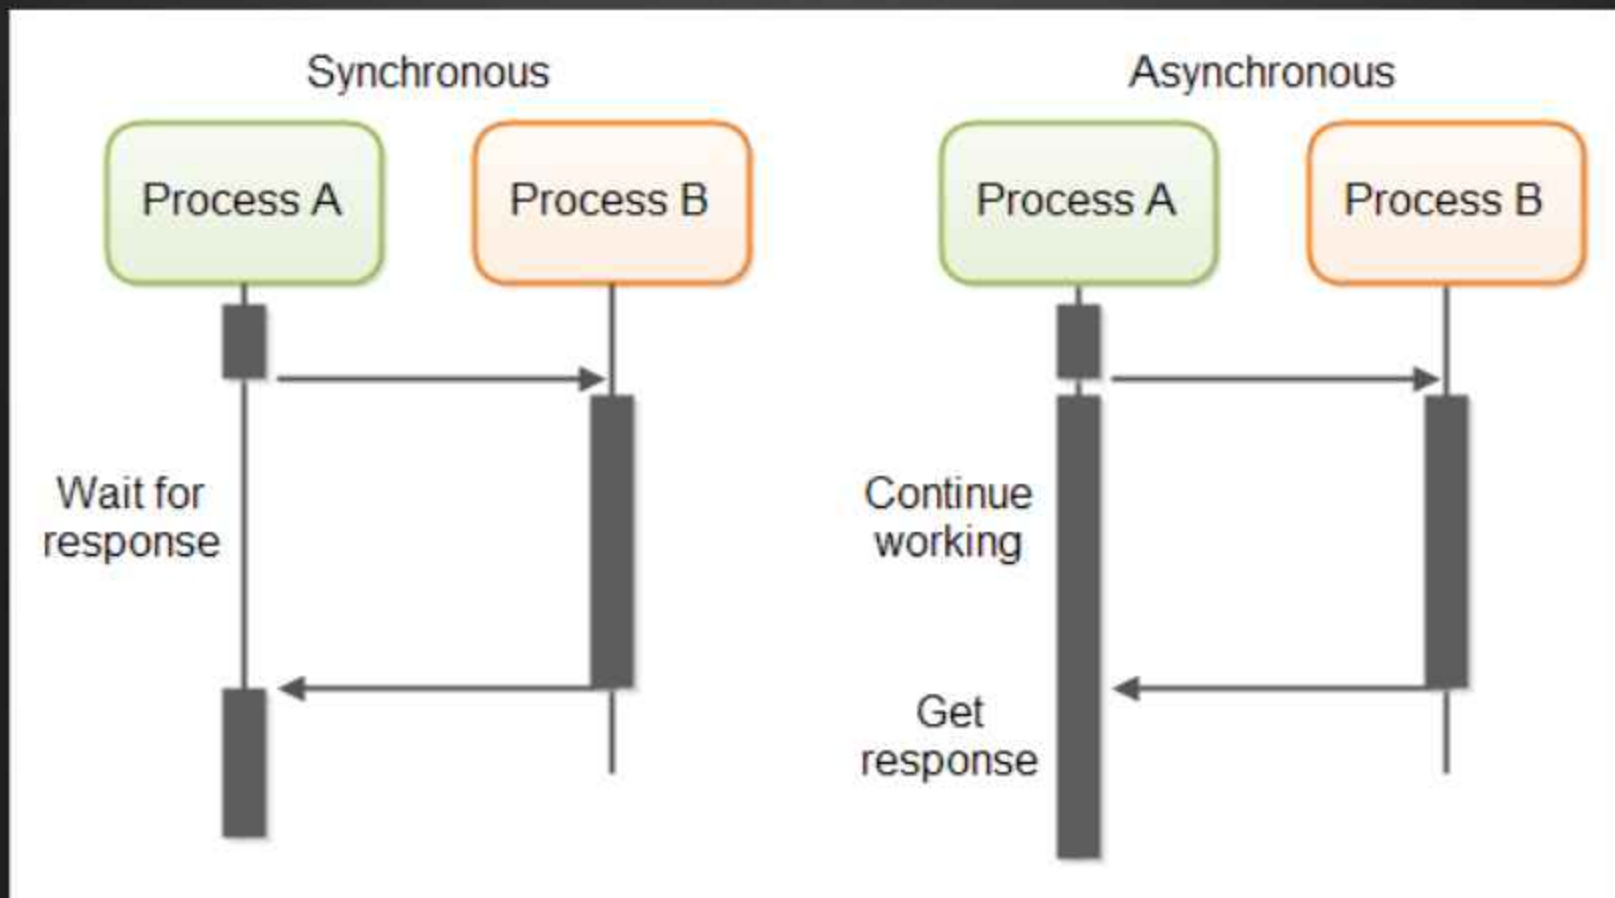 Synchronous
Process A
Process B
Wait for
response
Asynchronous
Process A
Process B
Continue
working
Get
response